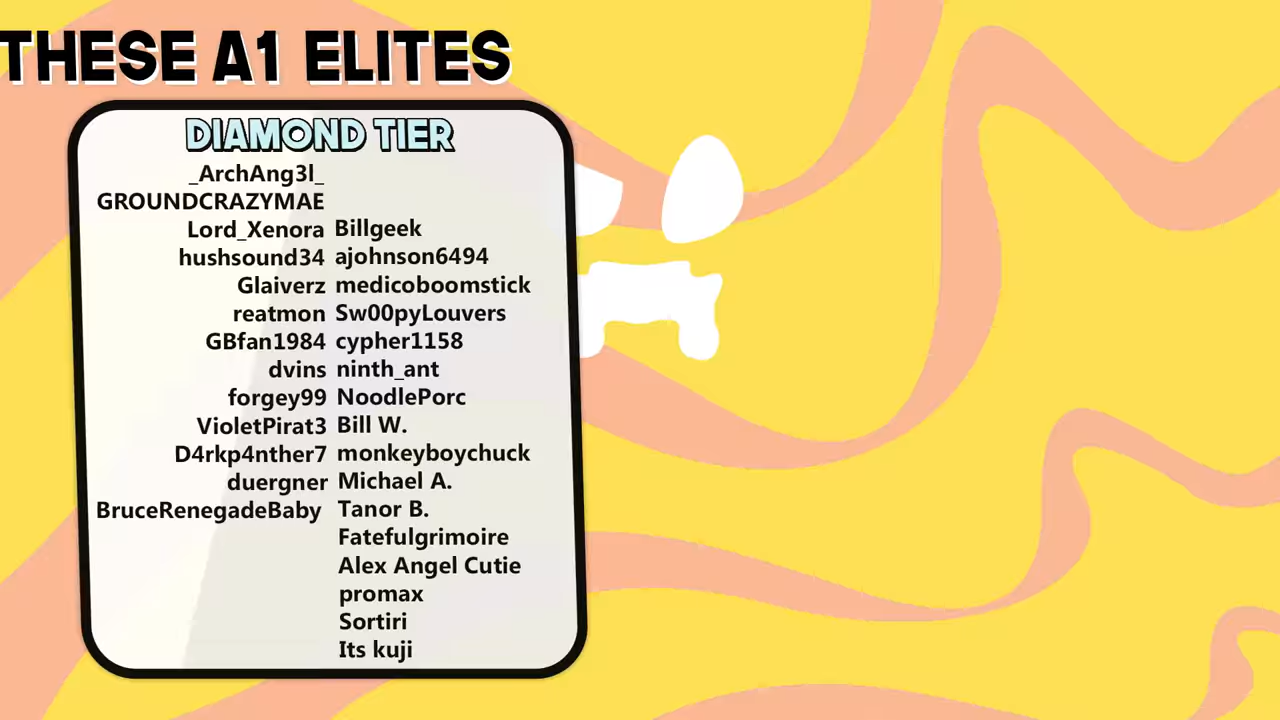 THESE A1 ELITES
DIAMOND TIER
_ArchAng3l_
GROUNDCRAZYMAE
Lord_Xenora
hushsound34
Glaiverz
reatmon
GBfan1984
dvins
forgey99
VioletPirat3
D4rkp4nther7
duergner
BruceRenegadeBaby
Billgeek
ajohnson6494
medicoboomstick
Sw00pyLouvers
cypher1158
ninth_ant
NoodlePorc
Bill W.
monkeyboychuck
Michael A.
Tanor B.
Fatefulgrimoire
Alex Angel Cutie
promax
Sortiri
Its kuji